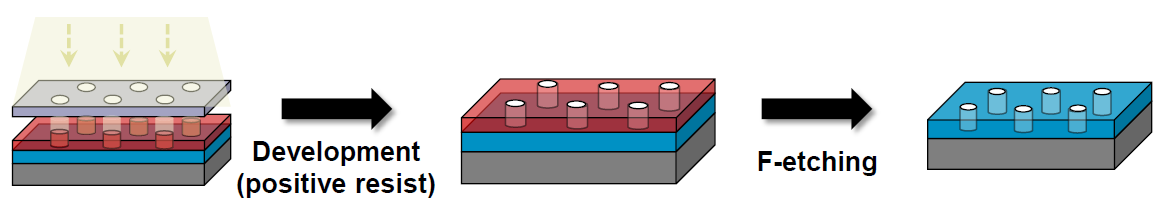 Development
(positive resist)
F-etching